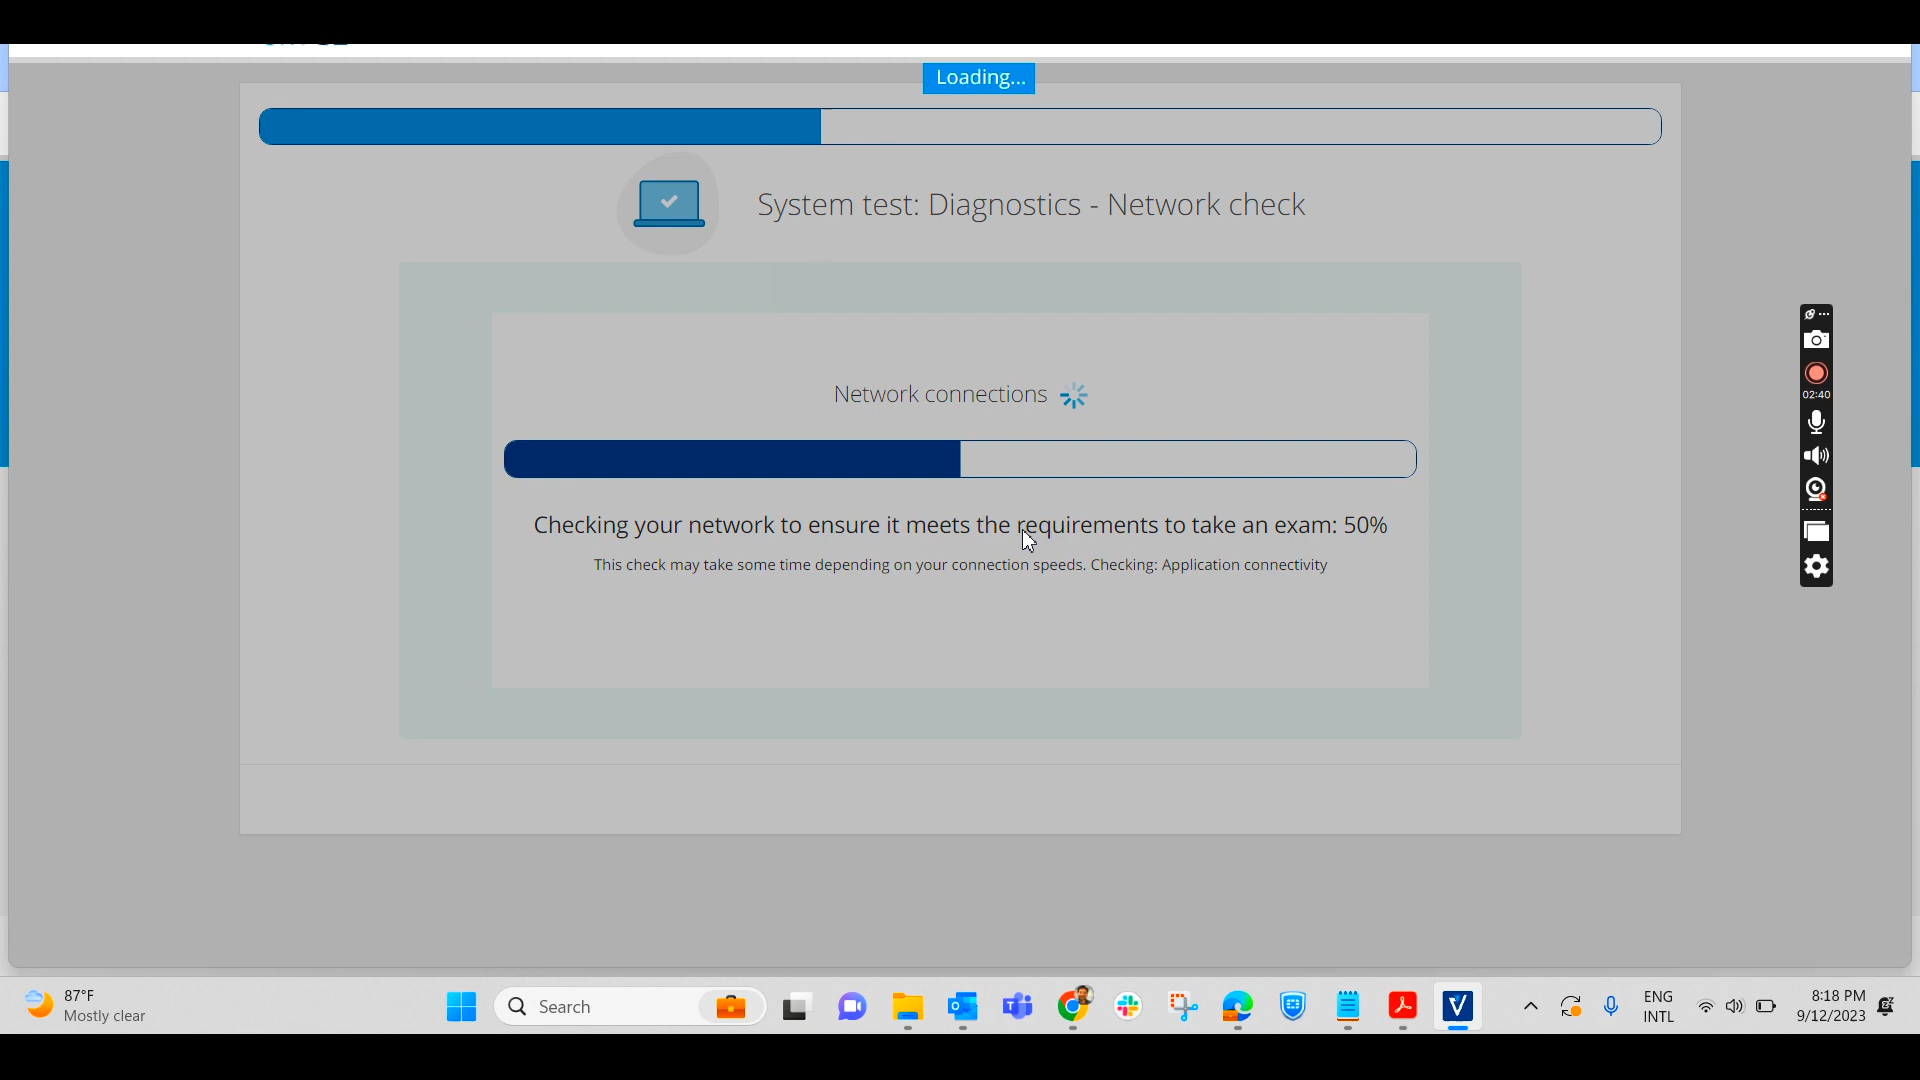 Loading...
System test: Diagnostics - Network check
Network connections
Checking your network to ensure it meets the requirements to take an exam: 50%
This check may take some time depending on your connection speeds. Checking: Application connectivity
02:40
87°F
Mostly clear
Search
ENG
INTL
8:18 PM
9/12/2023